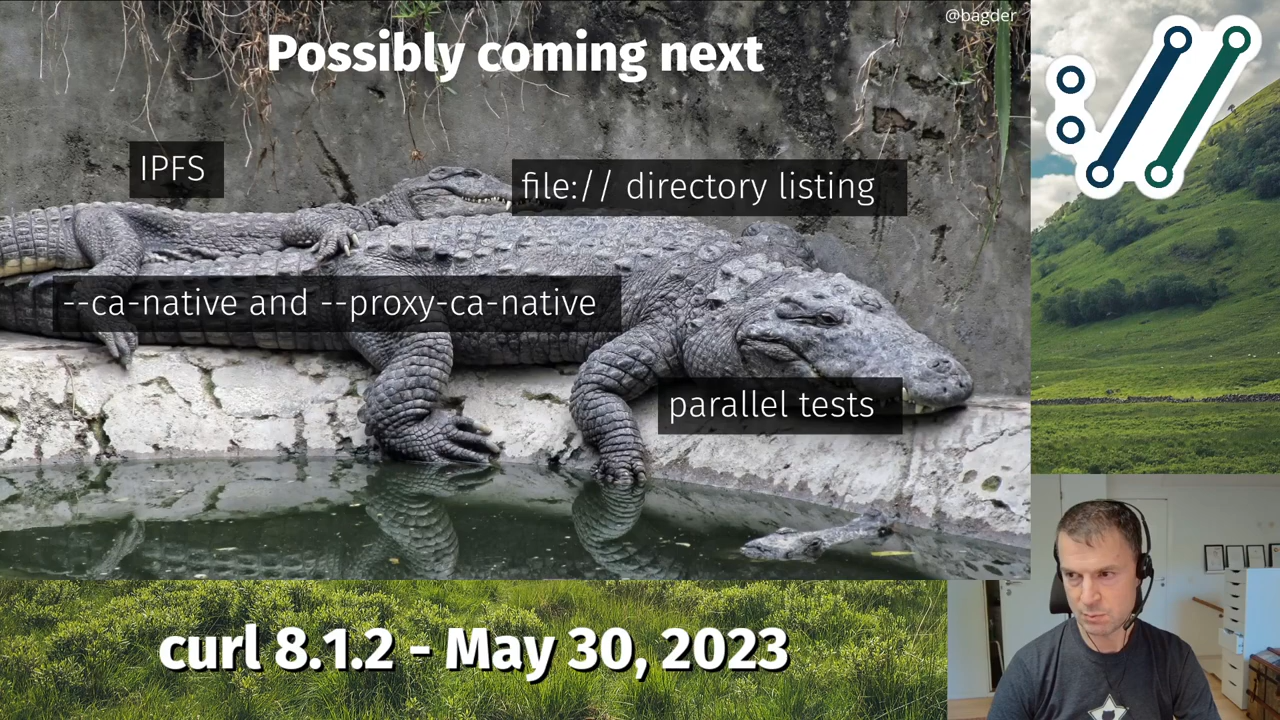 @bagder
Possibly coming next
IPFS
file:// directory listing
--ca-native and --proxy-ca-native
parallel tests
curl 8.1.2 - May 30, 2023